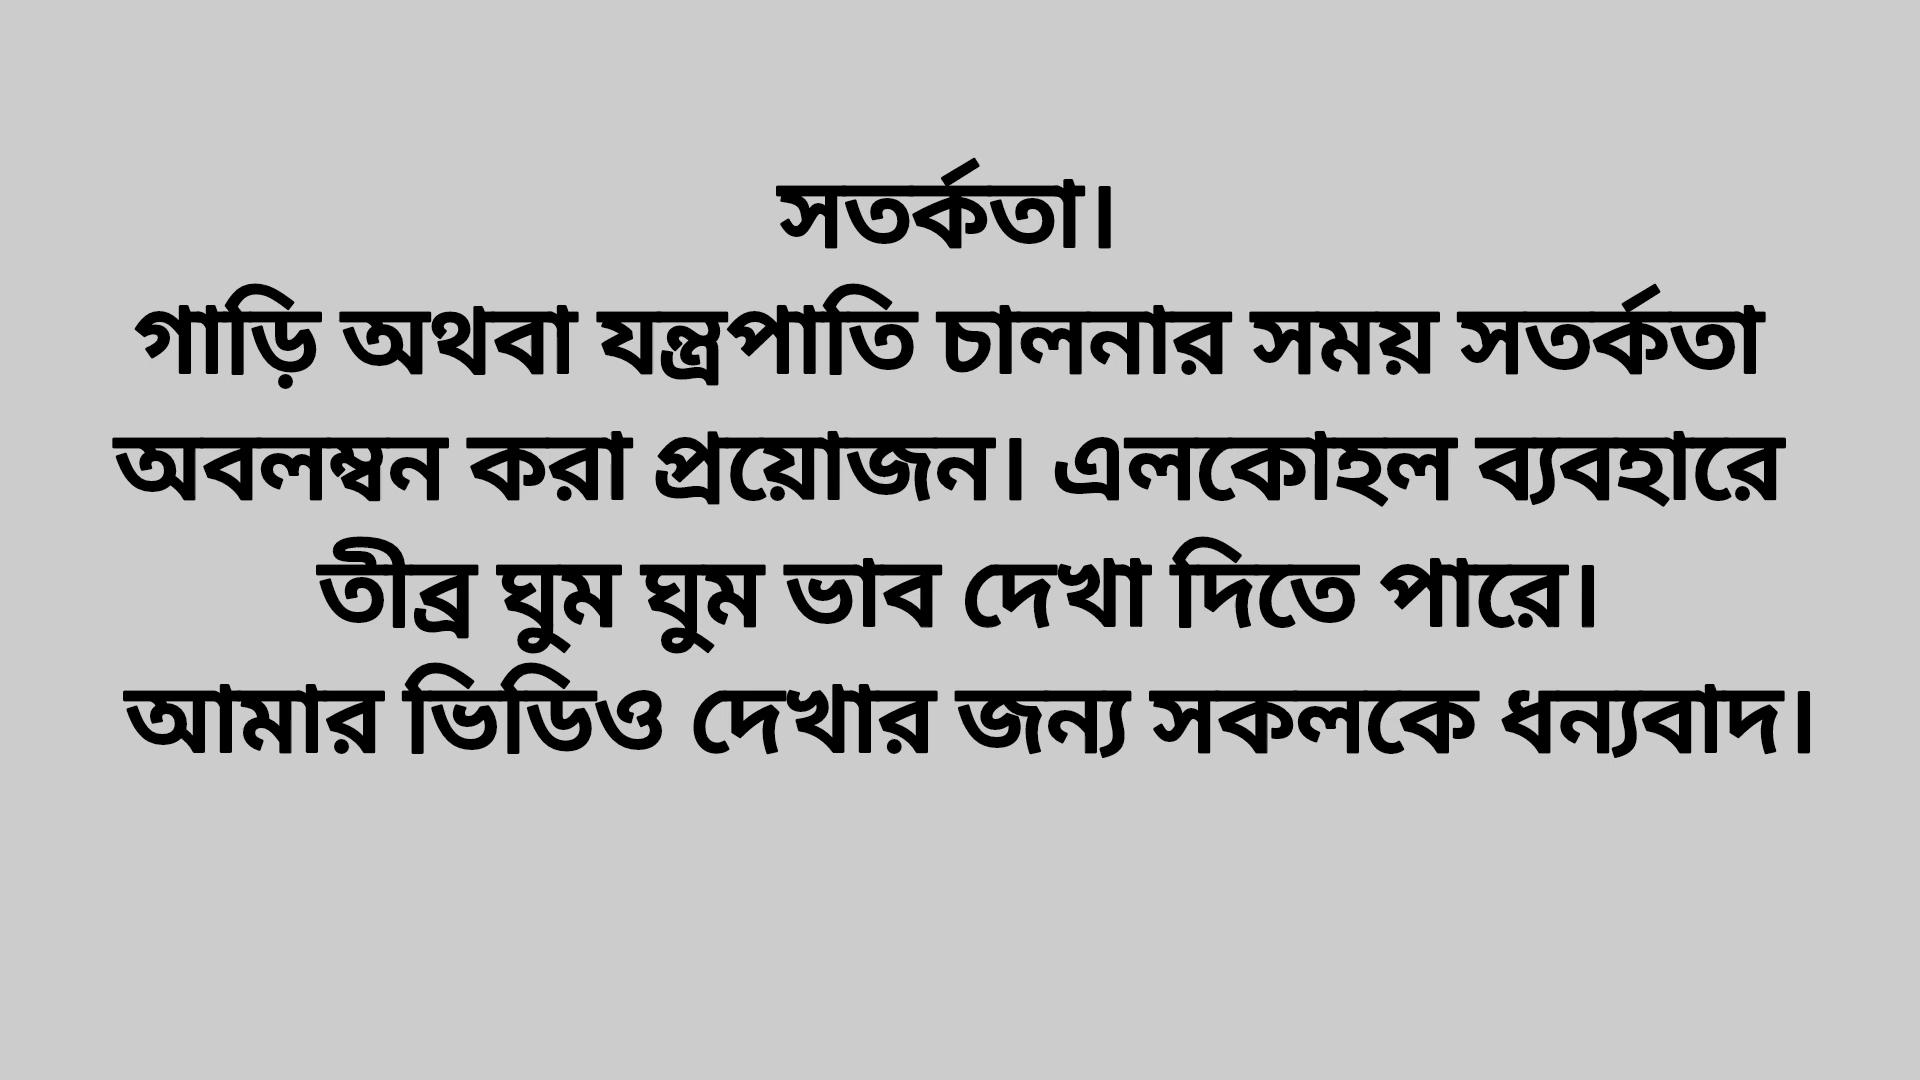 সতর্কতা।
গাড়ি অথবা যন্ত্রপাতি চালনার সময় সতর্কতা
অবলম্বন করা প্রয়োজন। এলকোহল ব্যবহারে
তীব্র ঘুম ঘুম ভাব দেখা দিতে পারে।
আমার ভিডিও দেখার জন্য সকলকে ধন্যবাদ।